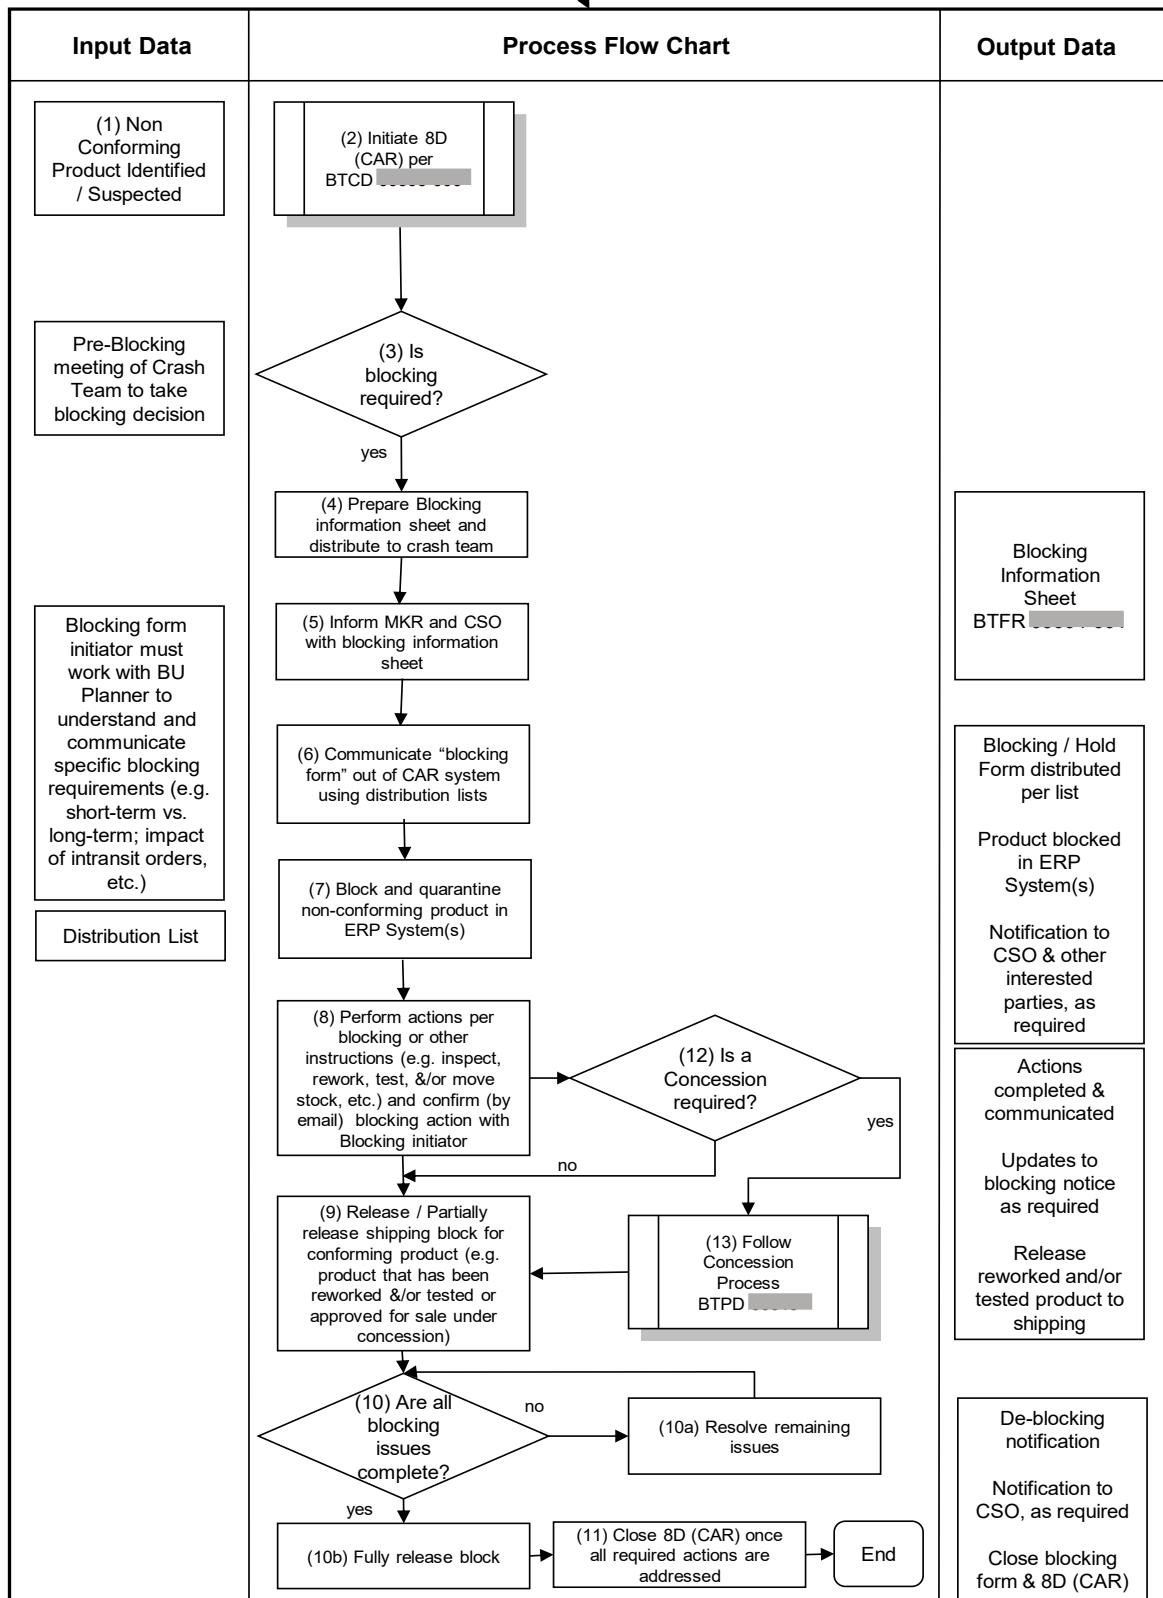 Input Data
Process Flow Chart
Output Data
(1) Non
Conforming
Product Identified
/ Suspected
(2) Initiate 8D
(CAR) per
BTCD
Pre-Blocking
meeting of Crash
Team to take
blocking decision
(3) Is
blocking
required?
yes
(4) Prepare Blocking
information sheet and
distribute to crash team
Blocking
Information
Sheet
BTFR
Blocking form
initiator must
work with BU
Planner to
understand and
communicate
specific blocking
requirements (e.g.
short-term vs.
long-term; impact
of intransit orders,
etc.)
(5) Inform MKR and CSO
with blocking information
sheet
(6) Communicate “blocking
form” out of CAR system
using distribution lists
Blocking / Hold
Form distributed
per list
Product blocked
in ERP
System(s)
Notification to
CSO & other
interested
parties, as
required
Distribution List
(7) Block and quarantine
non-conforming product in
ERP System(s)
(8) Perform actions per
blocking or other
instructions (e.g. inspect,
rework, test, &/or move
stock, etc.) and confirm (by
email) blocking action with
Blocking initiator
(12) Is a
Concession
required?
yes
no
Actions
completed &
communicated
Updates to
blocking notice
as required
Release
reworked and/or
tested product to
shipping
(9) Release / Partially
release shipping block for
conforming product (e.g.
product that has been
reworked &/or tested or
approved for sale under
concession)
(13) Follow
Concession
Process
BTPD
(10) Are all
blocking
issues
complete?
no
(10a) Resolve remaining
issues
yes
(10b) Fully release block
(11) Close 8D (CAR) once
all required actions are
addressed
End
De-blocking
notification
Notification to
CSO, as required
Close blocking
form & 8D (CAR)